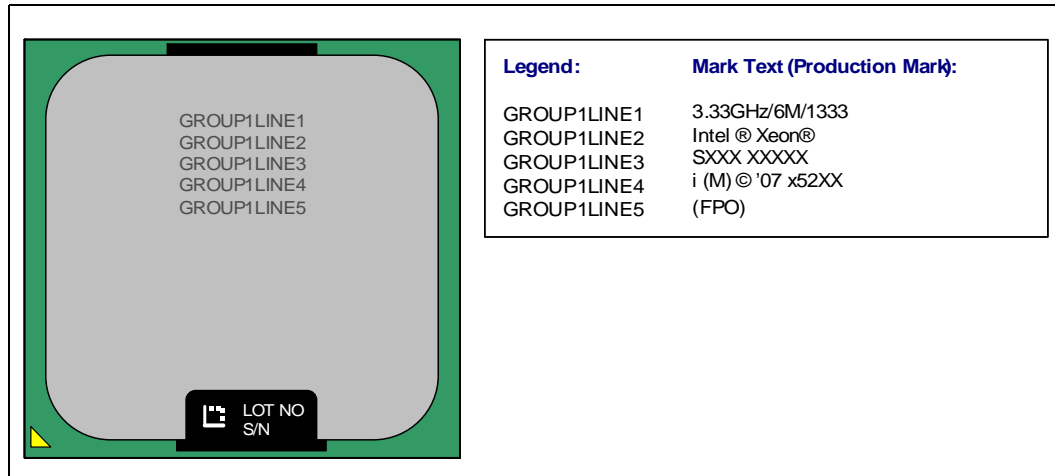 GROUP1LINE1
GROUP1LINE2
GROUP1LINE3
GROUP1LINE4
GROUP1LINE5
LOT NO
S/N
Legend: Mark Text (Production Mark):
GROUP1LINE1 3.33GHz/6M/1333
GROUP1LINE2 Intel ® Xeon®
GROUP1LINE3 SXXX XXXXX
GROUP1LINE4 i (M) © '07 x52XX
GROUP1LINE5 (FPO)